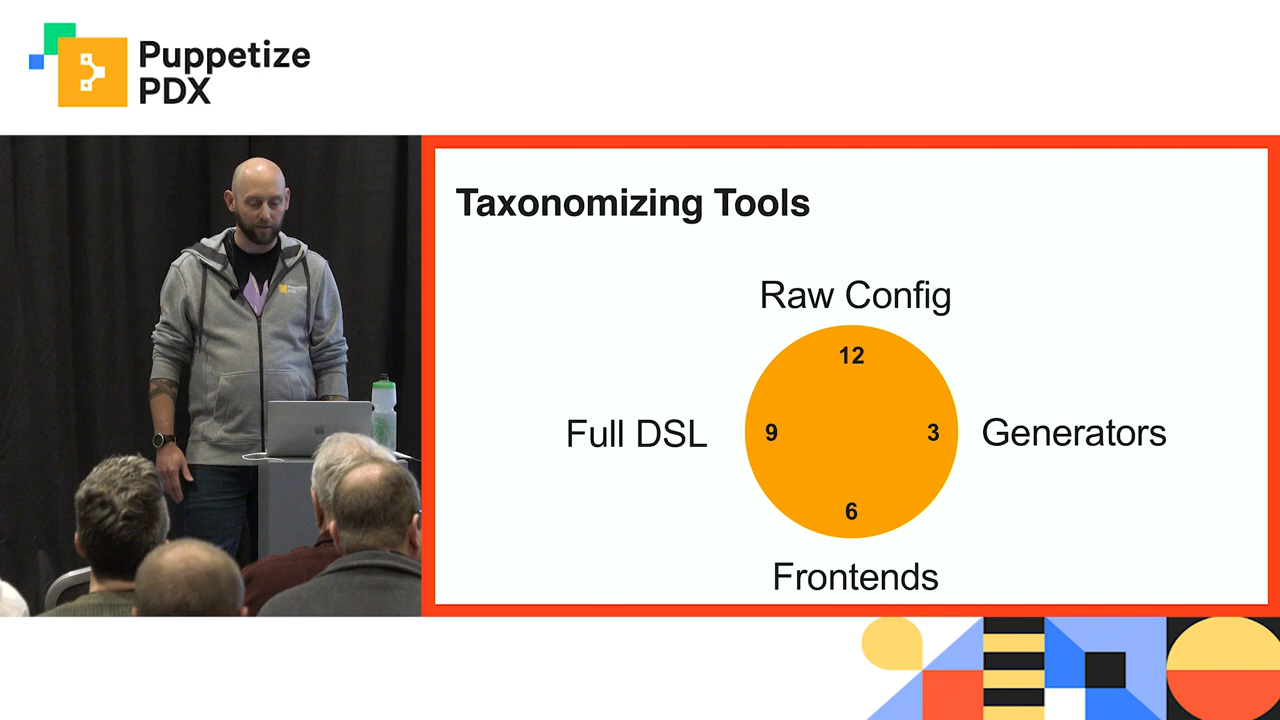 Puppetize
PDX
Taxonomizing Tools
Raw Config
12
Full DSL
9
3
Generators
6
Frontends